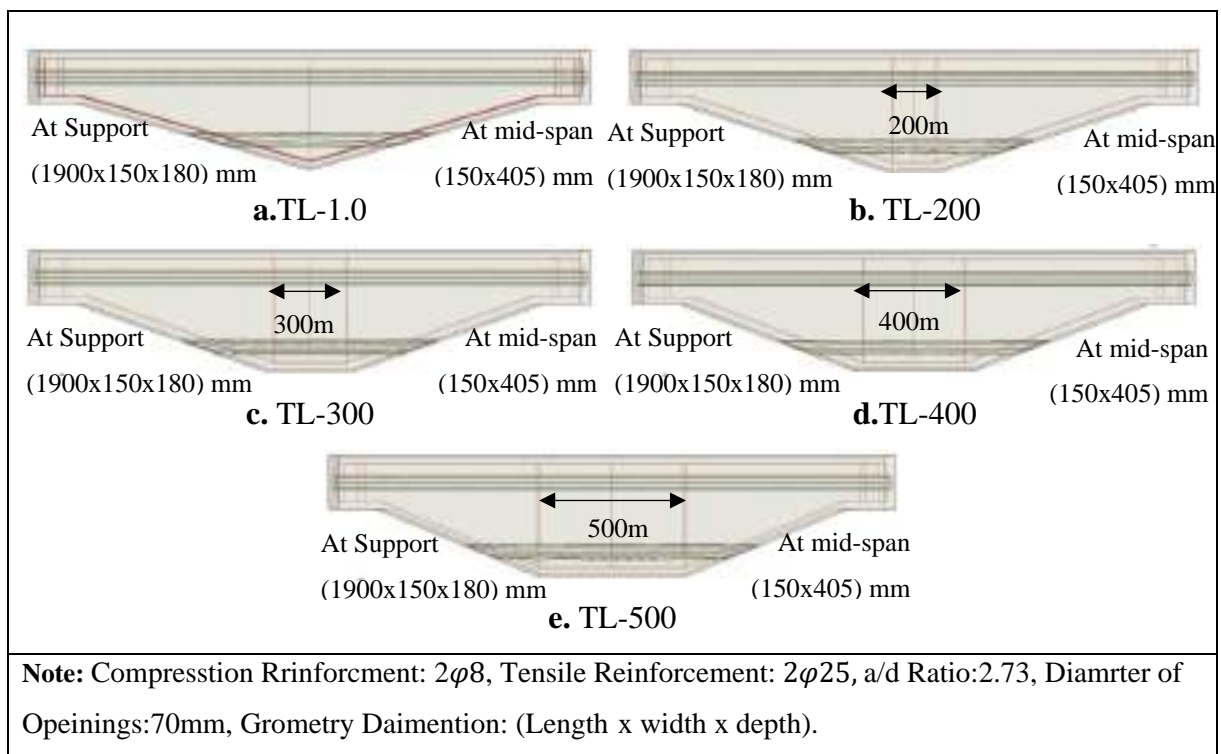 At Support
(1900x150x180) mm
At mid-span
(150x405) mm
a.TL-1.0
200m
At Support
(1900x150x180) mm
At mid-span
(150x405) mm
b. TL-200
300m
At Support
(1900x150x180) mm
At mid-span
(150x405) mm
c. TL-300
400m
At Support
(1900x150x180) mm
At mid-span
(150x405) mm
d.TL-400
500m
At Support
(1900x150x180) mm
At mid-span
(150x405) mm
e. TL-500
Note: Compresstion Rrinforcment: 2φ8, Tensile Reinforcement: 2φ25, a/d Ratio:2.73, Diamrter of
Opeinings:70mm, Grometry Daimention: (Length x width x depth).